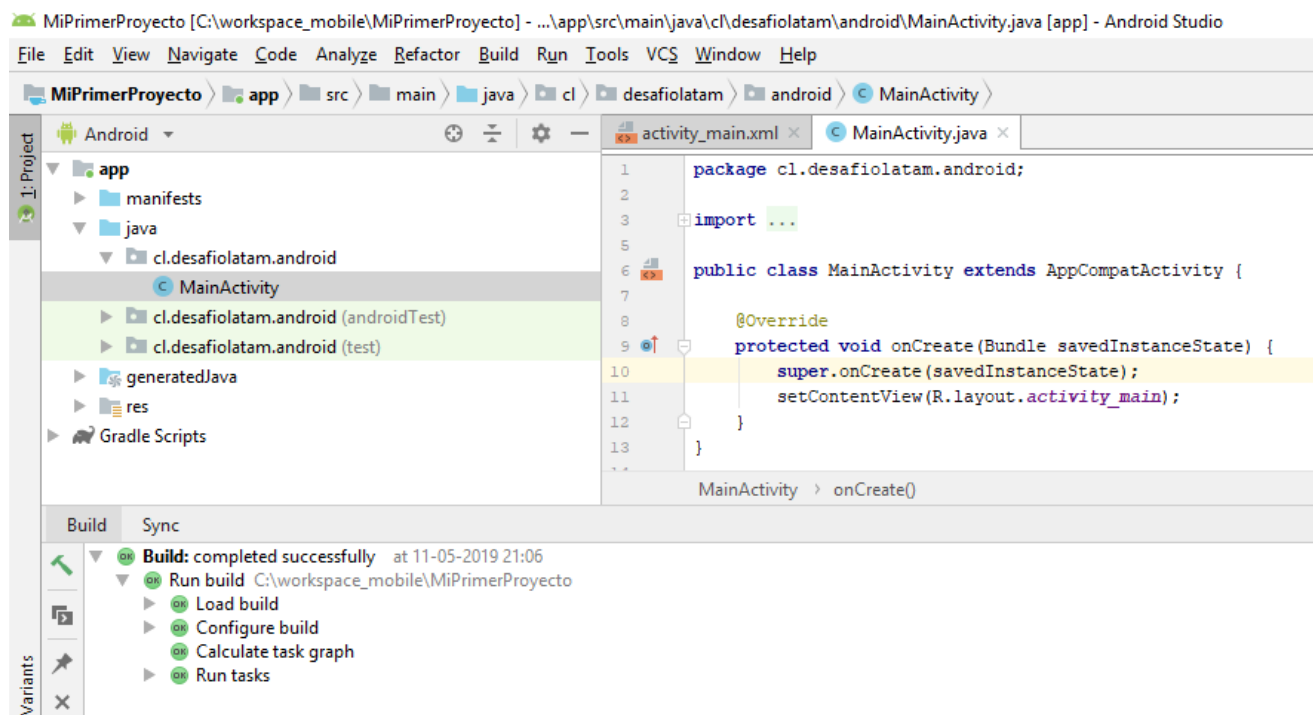 MiPrimerProyecto [C:\workspace_mobile\MiPrimerProyecto] - ...\app\src\main\java\cl\desafiolatam\android\MainActivity.java [app] - Android Studio
File Edit View Navigate Code Analyze Refactor Build Run Tools VCS Window Help
MiPrimerProyecto app src main java cl desafiolatam android MainActivity
1: Project
Android
app
manifests
java
cl.desafiolatam.android
MainActivity
cl.desafiolatam.android (androidTest)
cl.desafiolatam.android (test)
generatedJava
res
Gradle Scripts
activity_main.xml MainActivity.java
1 package cl.desafiolatam.android;
2
3 import ...
5
6 public class MainActivity extends AppCompatActivity {
7
8 @Override
9 protected void onCreate(Bundle savedInstanceState) {
10 super.onCreate(savedInstanceState);
11 setContentView(R.layout.activity_main);
12 }
13 }
MainActivity › onCreate()
Build Sync
OK Build: completed successfully at 11-05-2019 21:06
OK Run build C:\workspace_mobile\MiPrimerProyecto
OK Load build
OK Configure build
OK Calculate task graph
OK Run tasks
Variants